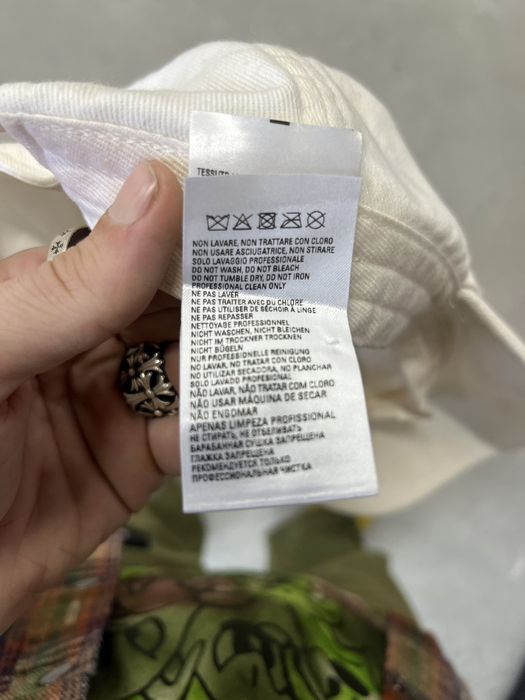 TESSUTO
NON LAVARE, NON TRATTARE CON CLORO
NON USARE ASCIUGATRICE, NON STIRARE
SOLO LAVAGGIO PROFESSIONALE
DO NOT WASH, DO NOT BLEACH
DO NOT TUMBLE DRY, DO NOT IRON
PROFESSIONAL CLEAN ONLY
NE PAS LAVER
NE PAS TRAITER AVEC DU CHLORE
NE PAS UTILISER DE SÉCHOIR À LINGE
NE PAS REPASSER
NETTOYAGE PROFESSIONNEL
NICHT WASCHEN, NICHT BLEICHEN
NICHT IM TROCKNER TROCKNEN
NICHT BÜGELN
NUR PROFESSIONELLE REINIGUNG
NO LAVAR, NO TRATAR CON CLORO
NO UTILIZAR SECADORA, NO PLANCHAR
SOLO LAVADO PROFESIONAL
NÃO LAVAR, NÃO TRATAR COM CLORO
NÃO USAR MÁQUINA DE SECAR
NÃO ENGOMAR
APENAS LIMPEZA PROFISSIONAL
НЕ СТИРАТЬ, НЕ ОТБЕЛИВАТЬ
БАРАБАННАЯ СУШКА ЗАПРЕЩЕНА
ГЛАЖКА ЗАПРЕЩЕНА
РЕКОМЕНДУЕТСЯ ТОЛЬКО
ПРОФЕССИОНАЛЬНАЯ ЧИСТКА